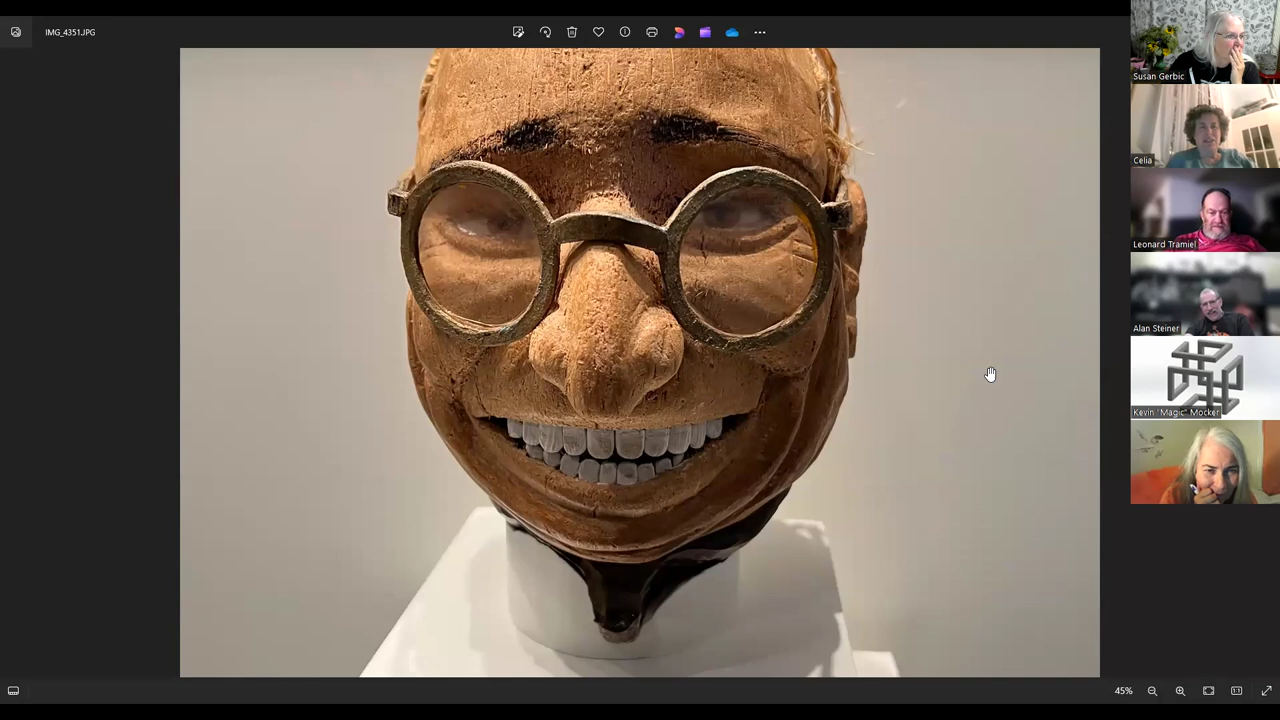 IMG_4351.JPG
Susan Gerbic
Celia
Leonard Tramiel
Alan Steiner
Kevin "Magic" Mocker
45%